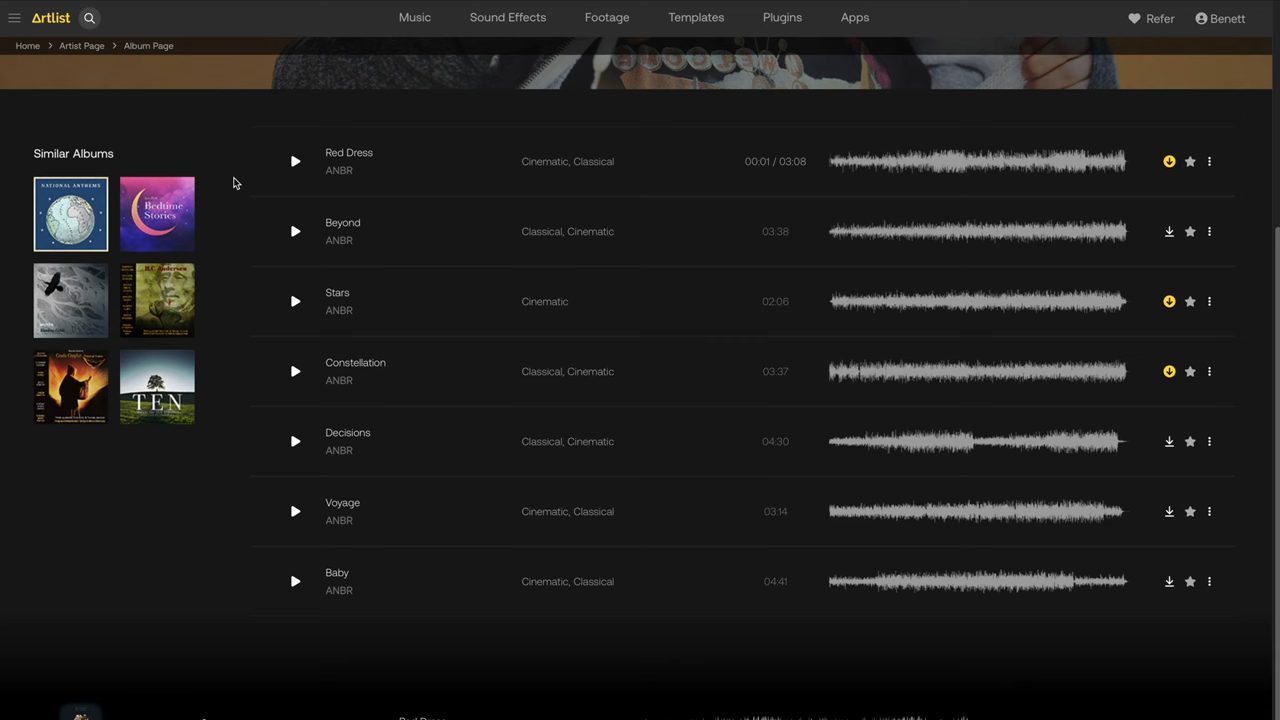 Artlist
Music
Sound Effects
Footage
Templates
Plugins
Apps
Refer
Benett
Home
Artist Page
Album Page
Similar Albums
NATIONAL ANTHEMS
Bedtime
Stories
H.C. Andersen
TEN
Red Dress
ANBR
Cinematic, Classical
00:01 / 03:08
Beyond
ANBR
Classical, Cinematic
03:38
Stars
ANBR
Cinematic
02:06
Constellation
ANBR
Classical, Cinematic
03:37
Decisions
ANBR
Classical, Cinematic
04:30
Voyage
ANBR
Cinematic, Classical
03:14
Baby
ANBR
Cinematic, Classical
04:41
Red Dress